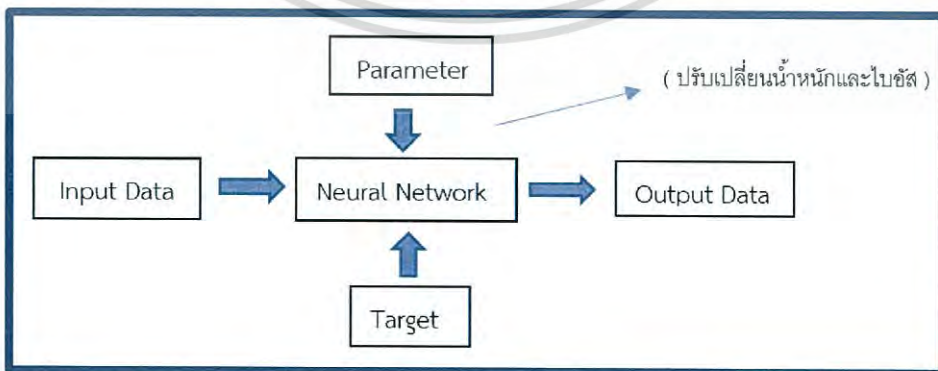 Parameter
( ปรับเปลี่ยนน้ำหนักและไบอัส )
Input Data
Neural Network
Output Data
Target